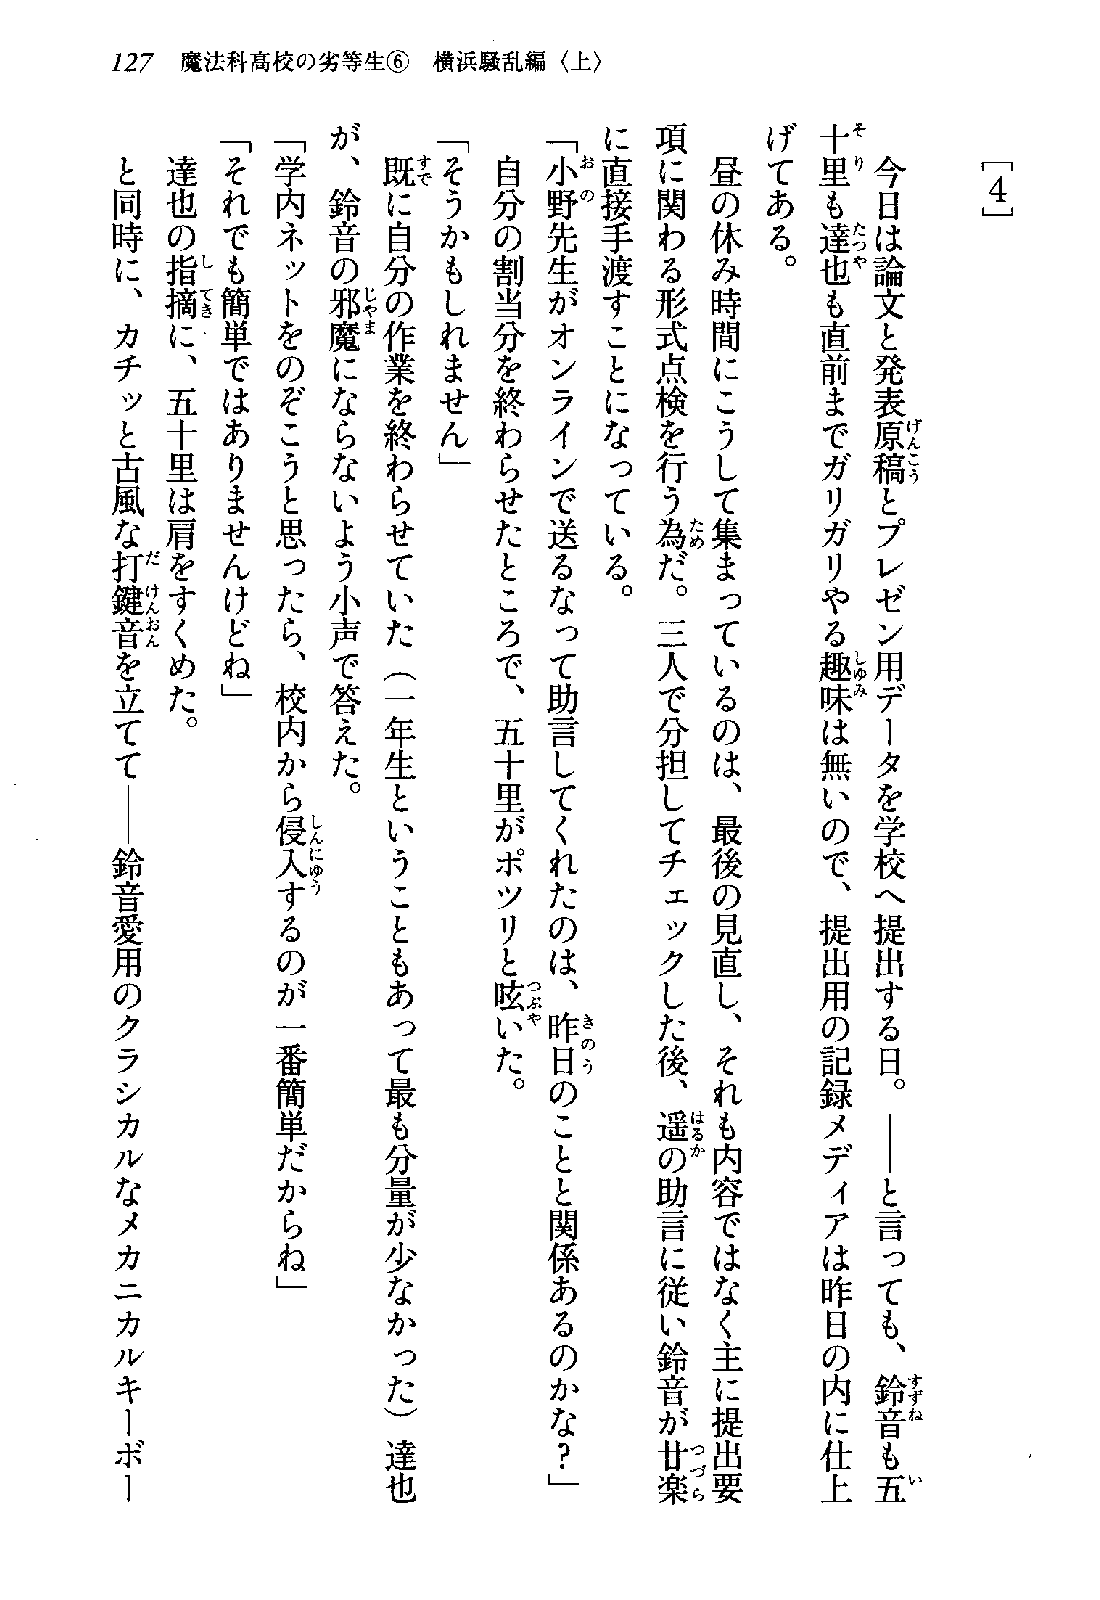 127　魔法科高校の劣等生⑥　横浜騒乱編〈上〉
［4］
　今日は論文と発表原稿とプレゼン用データを学校へ提出する日。――と言っても、鈴音も五
十里も達也も直前までガリガリやる趣味は無いので、提出用の記録メディアは昨日の内に仕上
げてある。
　昼の休み時間にこうして集まっているのは、最後の見直し、それも内容ではなく主に提出要
項に関わる形式点検を行う為だ。三人で分担してチェックした後、遥の助言に従い鈴音が廿楽
に直接手渡すことになっている。
「小野先生がオンラインで送るなって助言してくれたのは、昨日のことと関係あるのかな？」
　自分の割当分を終わらせたところで、五十里がポツリと呟いた。
「そうかもしれません」
　既に自分の作業を終わらせていた（一年生ということもあって最も分量が少なかった）達也
が、鈴音の邪魔にならないよう小声で答えた。
「学内ネットをのぞこうと思ったら、校内から侵入するのが一番簡単だからね」
「それでも簡単ではありませんけどね」
　達也の指摘に、五十里は肩をすくめた。
　と同時に、カチッと古風な打鍵音を立てて――鈴音愛用のクラシカルなメカニカルキーボー